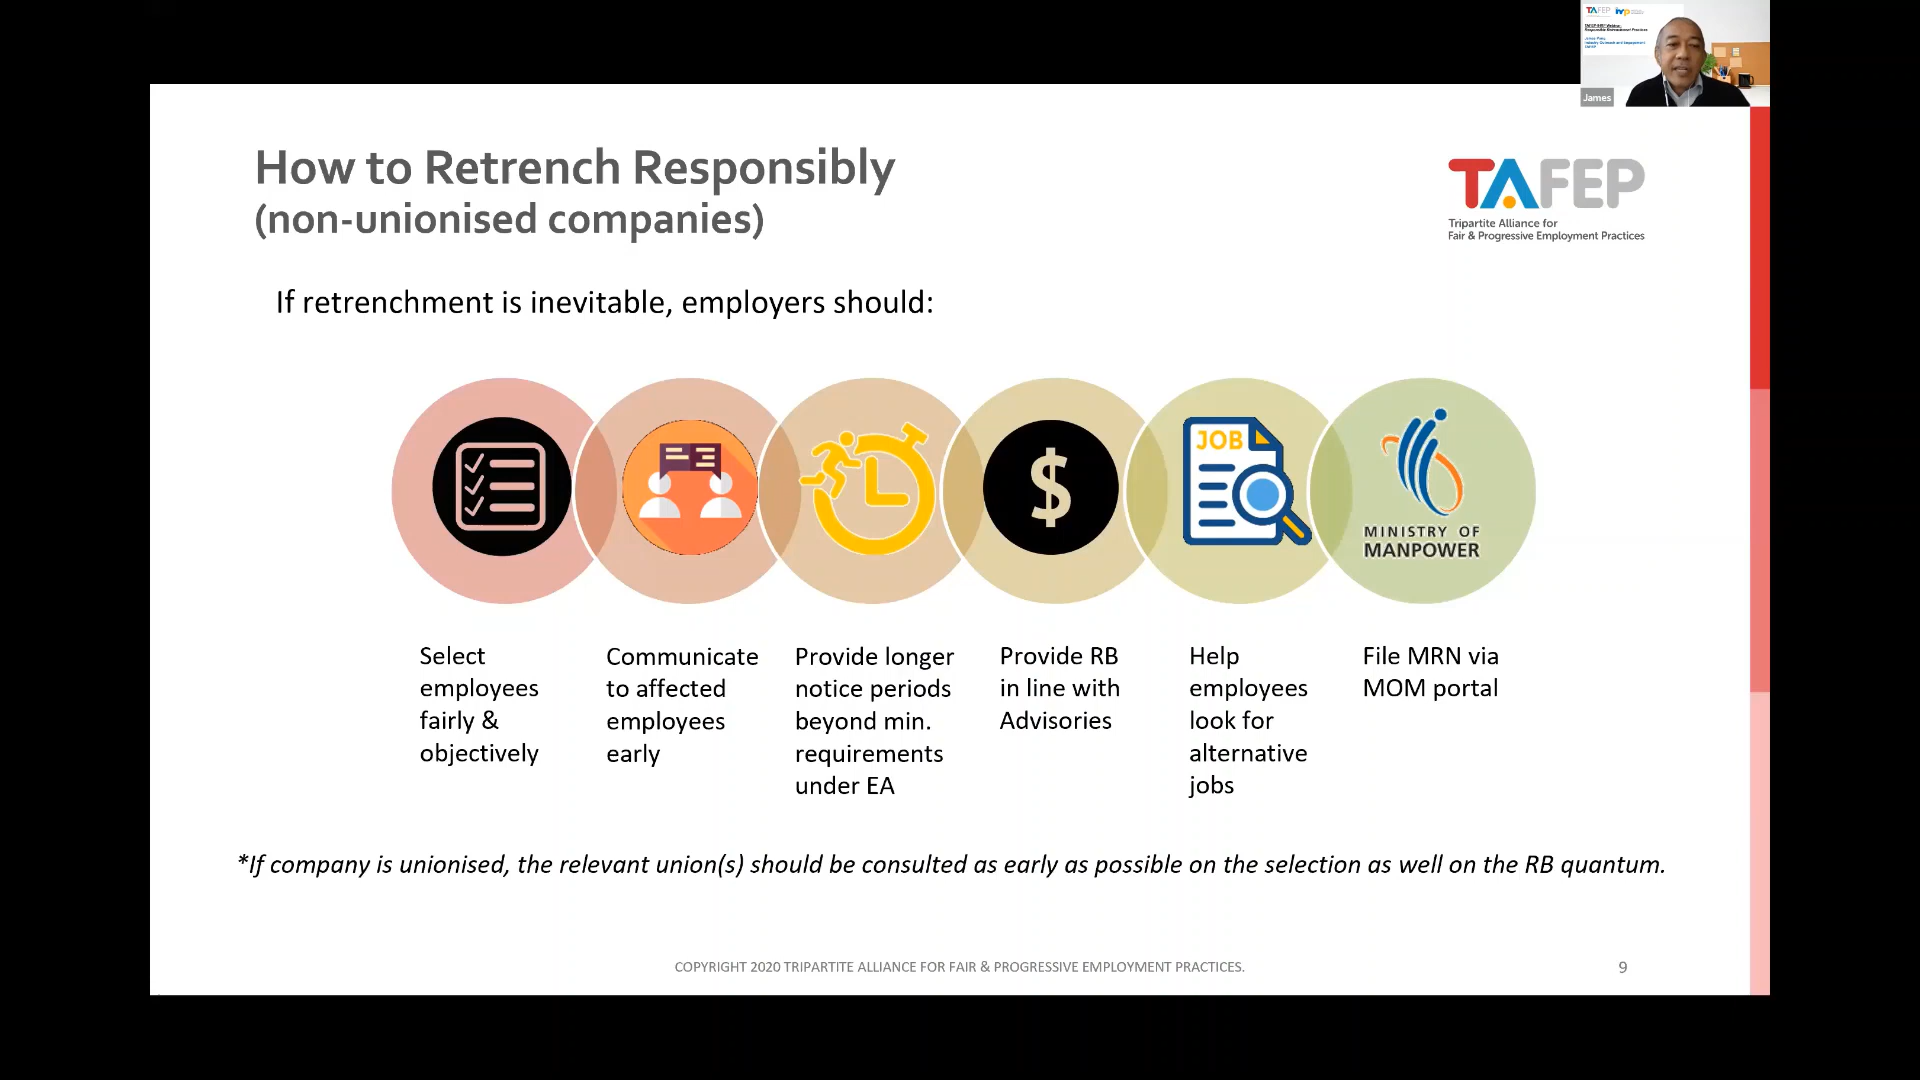 TAFEP
James
How to Retrench Responsibly
(non-unionised companies)
TAFEP
Tripartite Alliance for
Fair & Progressive Employment Practices
If retrenchment is inevitable, employers should:
$
JOB
MINISTRY OF
MANPOWER
Select
employees
fairly &
objectively
Communicate
to affected
employees
early
Provide longer
notice periods
beyond min.
requirements
under EA
Provide RB
in line with
Advisories
Help
employees
look for
alternative
jobs
File MRN via
MOM portal
*If company is unionised, the relevant union(s) should be consulted as early as possible on the selection as well on the RB quantum.
COPYRIGHT 2020 TRIPARTITE ALLIANCE FOR FAIR & PROGRESSIVE EMPLOYMENT PRACTICES.
9